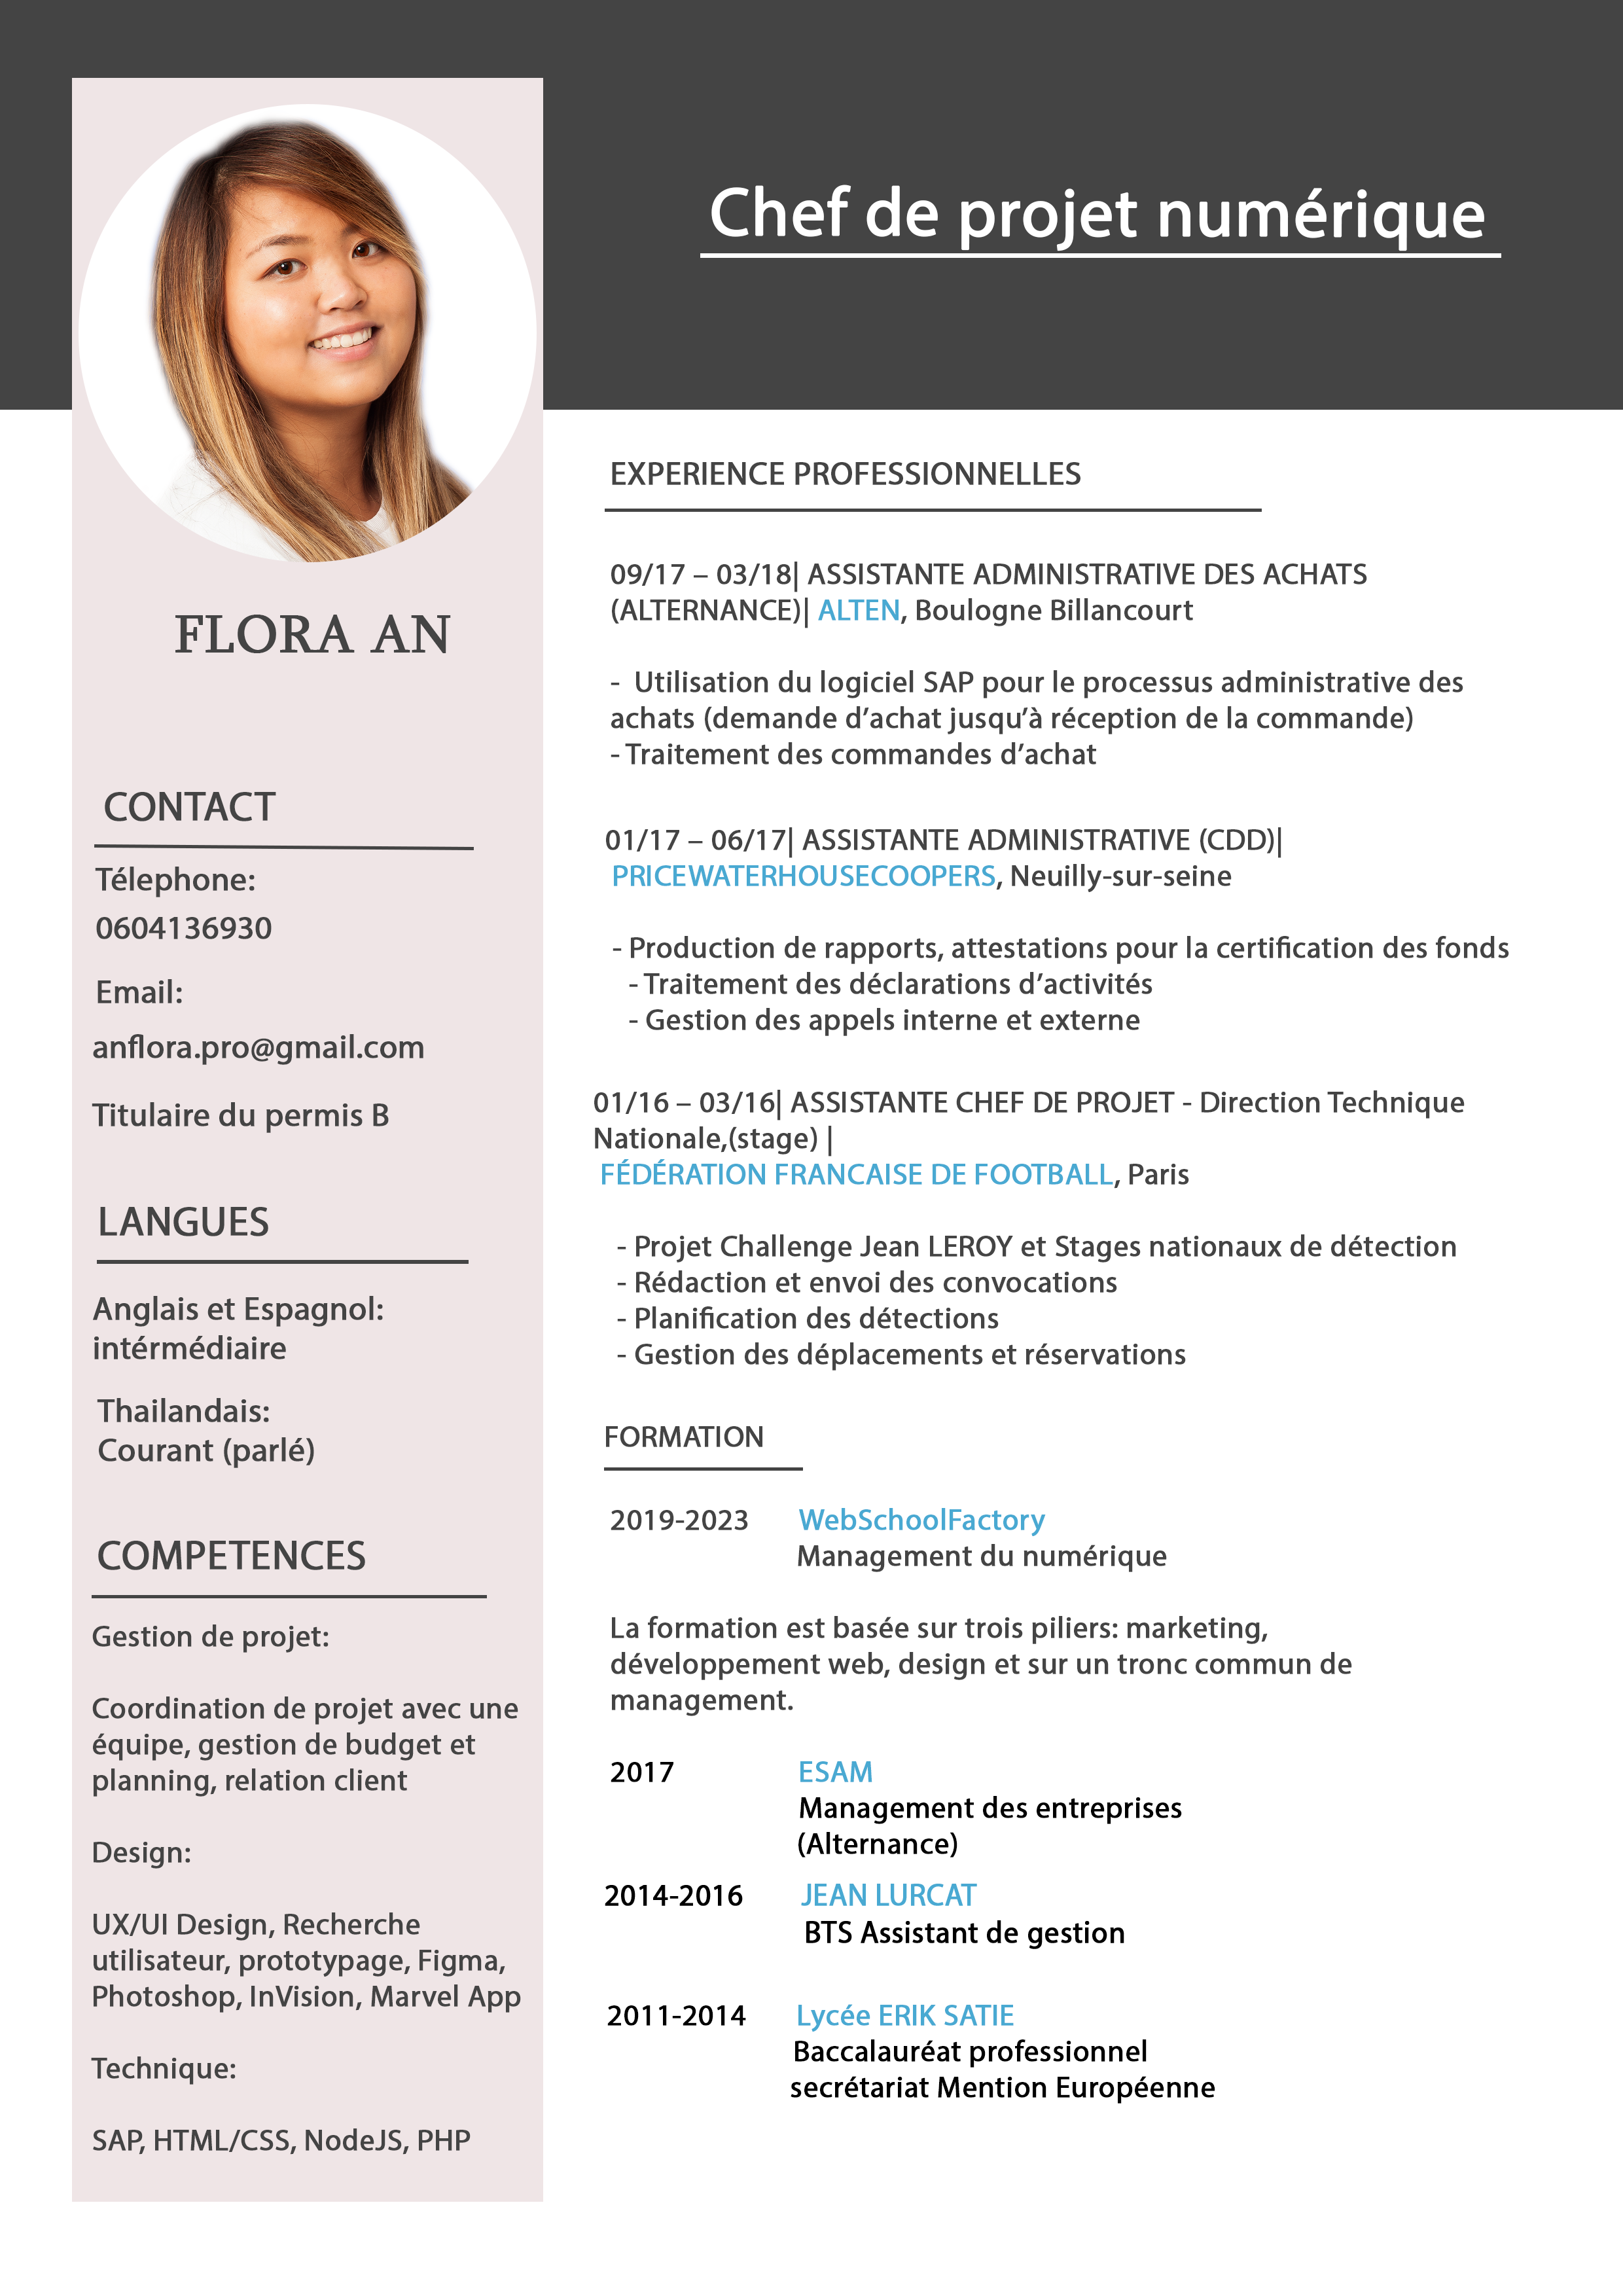 Chef de projet numérique
FLORA AN
CONTACT
Télephone:
0604136930
Email:
anflora.pro@gmail.com
Titulaire du permis B
LANGUES
Anglais et Espagnol:
intérmédiaire
Thailandais:
Courant (parlé)
COMPETENCES
Gestion de projet:
Coordination de projet avec une
équipe, gestion de budget et
planning, relation client
Design:
UX/UI Design, Recherche
utilisateur, prototypage, Figma,
Photoshop, InVision, Marvel App
Technique:
SAP, HTML/CSS, NodeJS, PHP
EXPERIENCE PROFESSIONNELLES
09/17 – 03/18| ASSISTANTE ADMINISTRATIVE DES ACHATS
(ALTERNANCE)| ALTEN, Boulogne Billancourt
- Utilisation du logiciel SAP pour le processus administrative des
achats (demande d’achat jusqu’à réception de la commande)
- Traitement des commandes d’achat
01/17 – 06/17| ASSISTANTE ADMINISTRATIVE (CDD)|
PRICEWATERHOUSECOOPERS, Neuilly-sur-seine
- Production de rapports, attestations pour la certification des fonds
- Traitement des déclarations d’activités
- Gestion des appels interne et externe
01/16 – 03/16| ASSISTANTE CHEF DE PROJET - Direction Technique
Nationale,(stage) |
FÉDÉRATION FRANCAISE DE FOOTBALL, Paris
- Projet Challenge Jean LEROY et Stages nationaux de détection
- Rédaction et envoi des convocations
- Planification des détections
- Gestion des déplacements et réservations
FORMATION
2019-2023 WebSchoolFactory
Management du numérique
La formation est basée sur trois piliers: marketing,
développement web, design et sur un tronc commun de
management.
2017 ESAM
Management des entreprises
(Alternance)
2014-2016 JEAN LURCAT
BTS Assistant de gestion
2011-2014 Lycée ERIK SATIE
Baccalauréat professionnel
secrétariat Mention Européenne